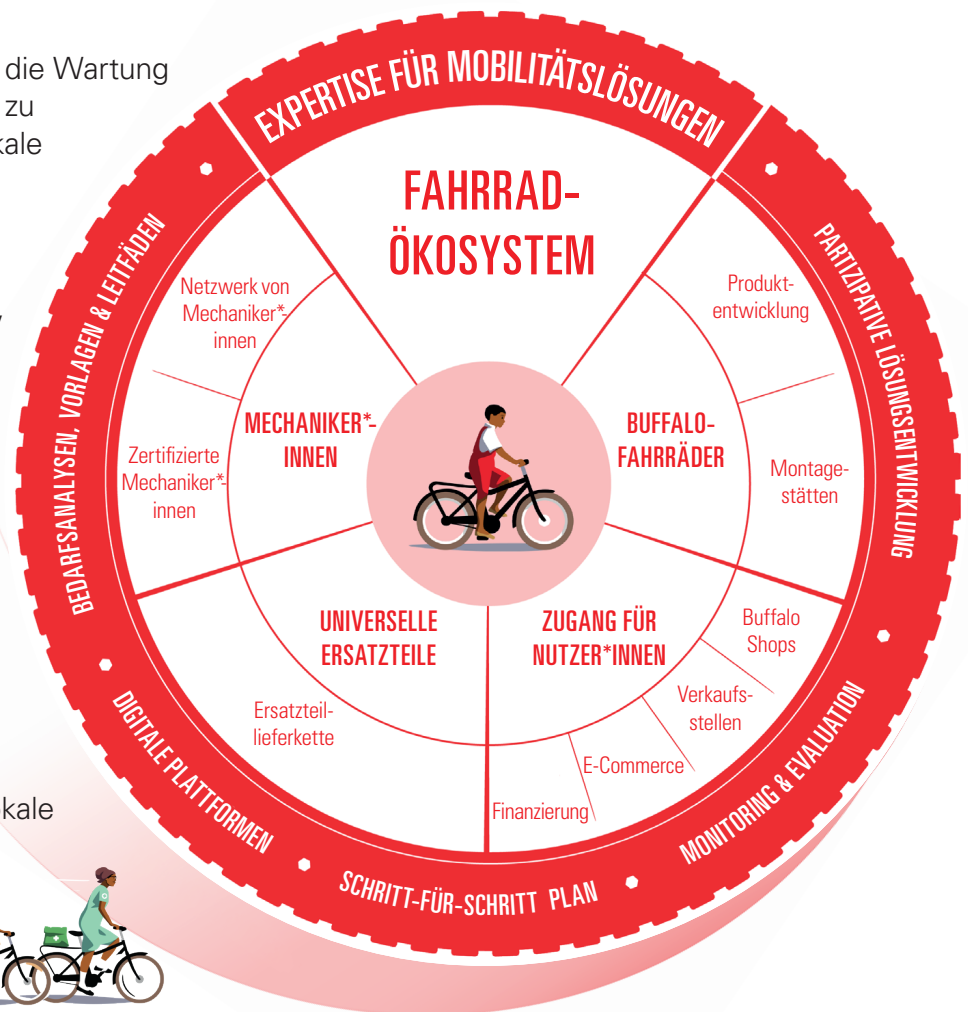 die Wartung
zu
kale
EXPERTISE FÜR MOBILITÄTSLÖSUNGEN
FAHRRAD-
ÖKOSYSTEM
BEDARFSANALYSEN, VORLAGEN & LEITFÄDEN
PARTIZIPATIVE LÖSUNGSENTWICKLUNG
Netzwerk von
Mechaniker*-
innen
Produkt-
entwicklung
MECHANIKER*-
INNEN
BUFFALO-
FAHRRÄDER
Zertifizierte
Mechaniker*-
innen
Montage-
stätten
UNIVERSELLE
ERSATZTEILE
ZUGANG FÜR
NUTZER*INNEN
Buffalo
Shops
Verkaufs-
stellen
Ersatzteil-
lieferkette
E-Commerce
Finanzierung
DIGITALE PLATTFORMEN
SCHRITT-FÜR-SCHRITT PLAN
MONITORING & EVALUATION
okale